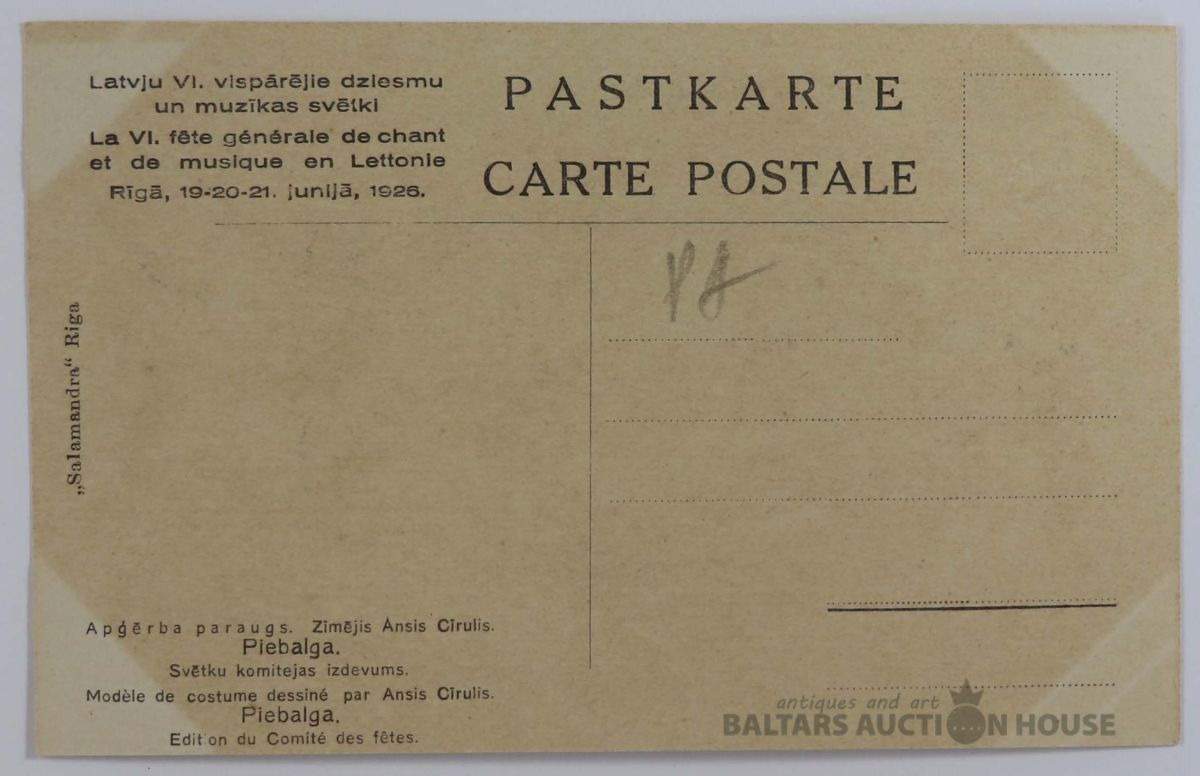 Latvju VI. vispārējie dziesmu
un muzīkas svētki
La VI. fête générale de chant
et de musique en Lettonie
Rīgā, 19-20-21. junijā, 1926.
PASTKARTE
CARTE POSTALE
„Salamandra“ Riga
Apģērba paraugs. Zīmējis Ansis Cīrulis.
Piebalga.
Svētku komitejas izdevums.
Modèle de costume dessiné par Ansis Cīrulis.
Piebalga.
Edition du Comité des fêtes.
antiques and art
BALTARS AUCTION HOUSE